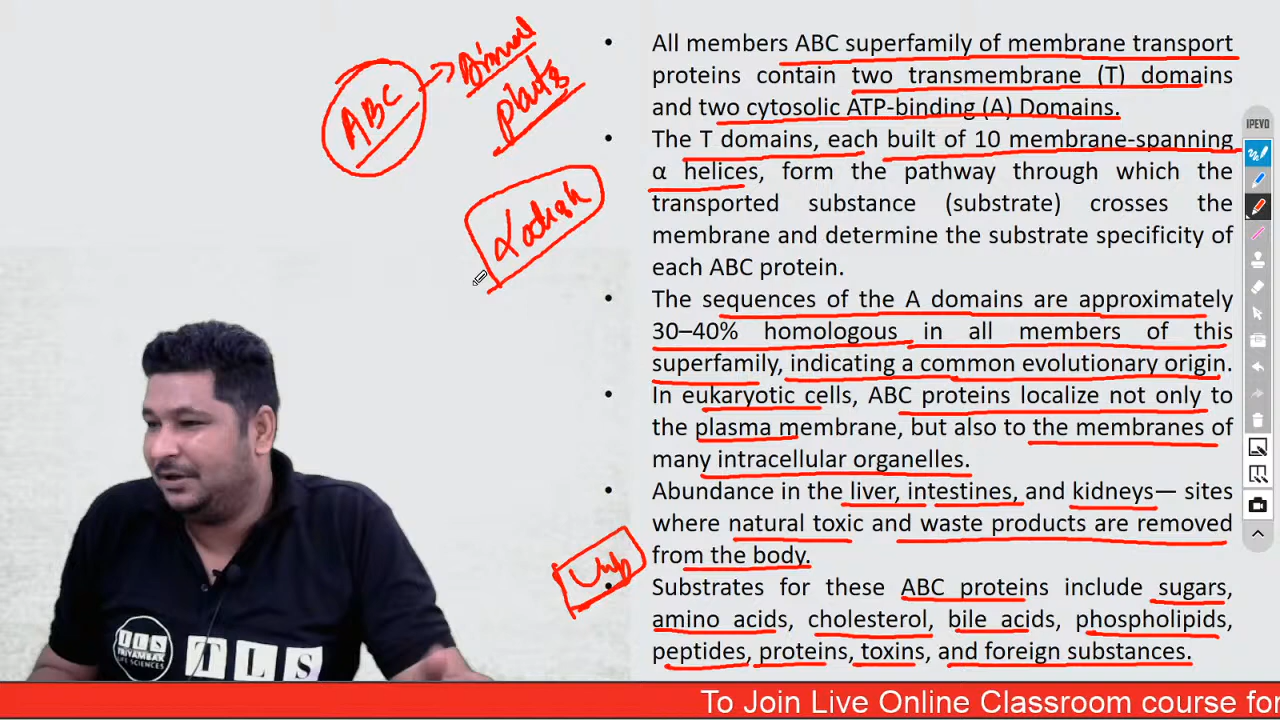 ABC
Animal
plants
Lodish
All members ABC superfamily of membrane transport
proteins contain two transmembrane (T) domains
and two cytosolic ATP-binding (A) Domains.
The T domains, each built of 10 membrane-spanning
α helices, form the pathway through which the
transported substance (substrate) crosses the
membrane and determine the substrate specificity of
each ABC protein.
The sequences of the A domains are approximately
30–40% homologous in all members of this
superfamily, indicating a common evolutionary origin.
In eukaryotic cells, ABC proteins localize not only to
the plasma membrane, but also to the membranes of
many intracellular organelles.
Abundance in the liver, intestines, and kidneys— sites
where natural toxic and waste products are removed
from the body.
Substrates for these ABC proteins include sugars,
amino acids, cholesterol, bile acids, phospholipids,
peptides, proteins, toxins, and foreign substances.
IPEVO
TLS
TRIYAMBAK
LIFE SCIENCES
TLS
To Join Live Online Classroom course for